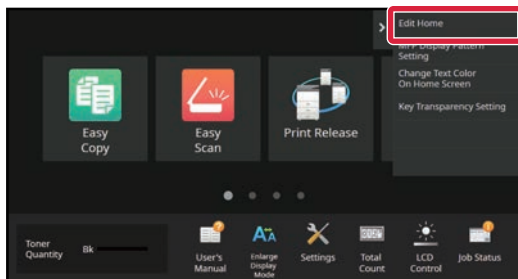 Edit Home
MFP Display Pattern
Setting
Change Text Color
On Home Screen
Key Transparency Setting
Easy
Copy
Easy
Scan
Print Release
Toner
Quantity
Bk
User's
Manual
Enlarge
Display
Mode
Settings
Total
Count
LCD
Control
Job Status